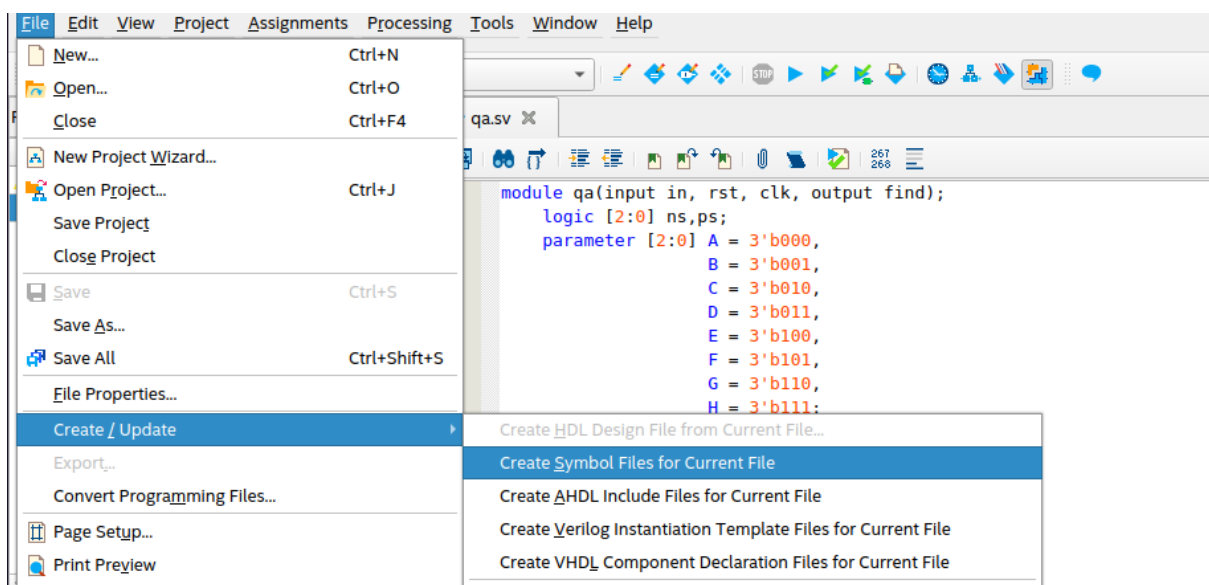 File Edit View Project Assignments Processing Tools Window Help
New... Ctrl+N
Open... Ctrl+O
Close Ctrl+F4
New Project Wizard...
Open Project... Ctrl+J
Save Project
Close Project
Save Ctrl+S
Save As...
Save All Ctrl+Shift+S
File Properties...
Create / Update
Export...
Convert Programming Files...
Page Setup...
Print Preview
STOP
qa.sv
267
268
module qa(input in, rst, clk, output find);
logic [2:0] ns,ps;
parameter [2:0] A = 3'b000,
B = 3'b001,
C = 3'b010,
D = 3'b011,
E = 3'b100,
F = 3'b101,
G = 3'b110,
H = 3'b111;
Create HDL Design File from Current File...
Create Symbol Files for Current File
Create AHDL Include Files for Current File
Create Verilog Instantiation Template Files for Current File
Create VHDL Component Declaration Files for Current File